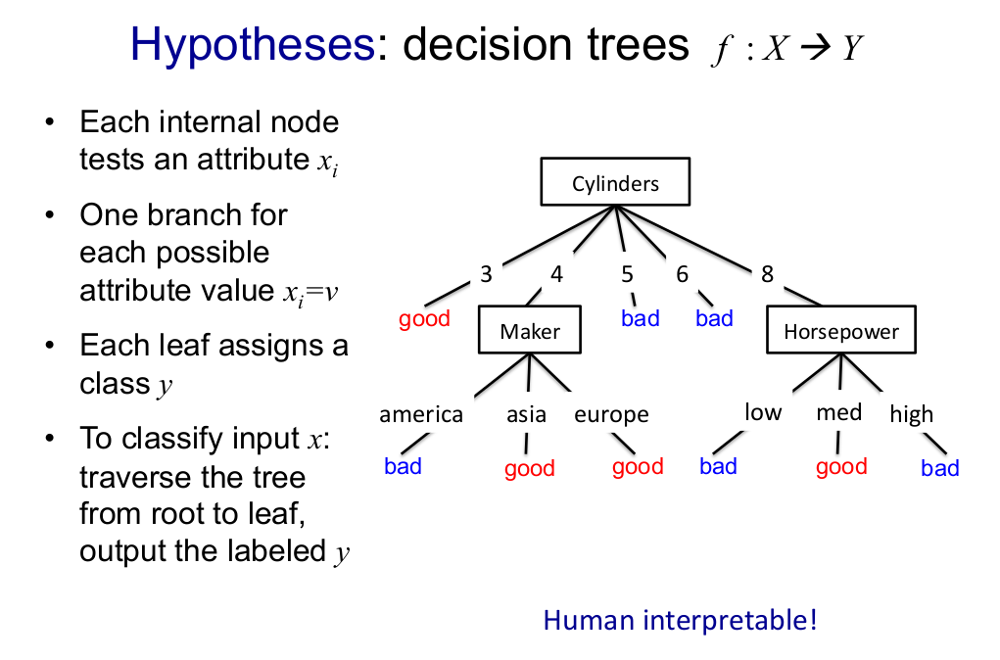 Hypotheses: decision trees f : X → Y
• Each internal node
tests an attribute xᵢ
• One branch for
each possible
attribute value xᵢ=v
• Each leaf assigns a
class y
• To classify input x:
traverse the tree
from root to leaf,
output the labeled y
Cylinders
3 4 5 6 8
good Maker bad bad Horsepower
america asia europe low med high
bad good good bad good bad
Human interpretable!